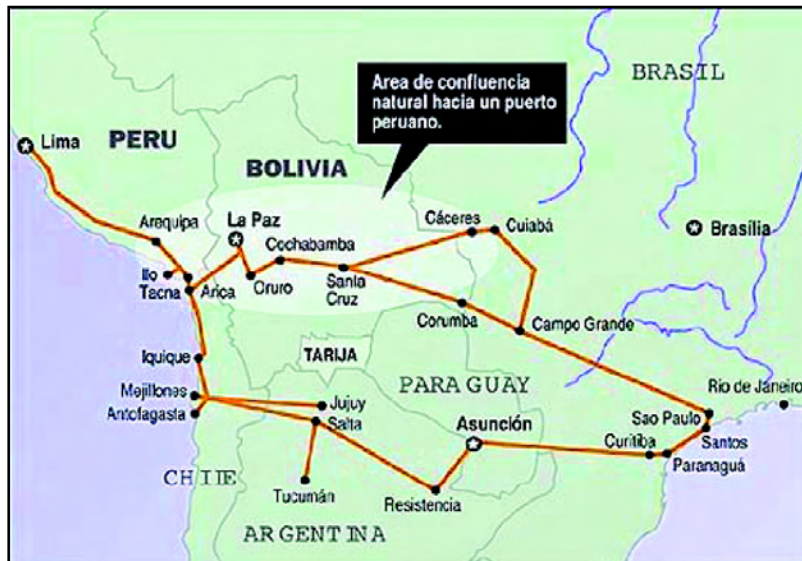 BRASIL
Area de confluencia
natural hacia un puerto
peruano.
PERU
Lima
BOLIVIA
La Paz
Arequipa
Cáceres
Cuiabá
Brasília
Cochabamba
Ilo
Tacna
Arica
Oruro
Santa
Cruz
Corumba
Campo Grande
Iquique
TARIJA
PARAGUAY
Mejillones
Jujuy
Rio de Janeiro
Antofagasta
Salta
Asunción
Sao Paulo
Curitiba
Santos
Paranaguá
CHIIE
Tucumán
Resistencia
ARGENTINA